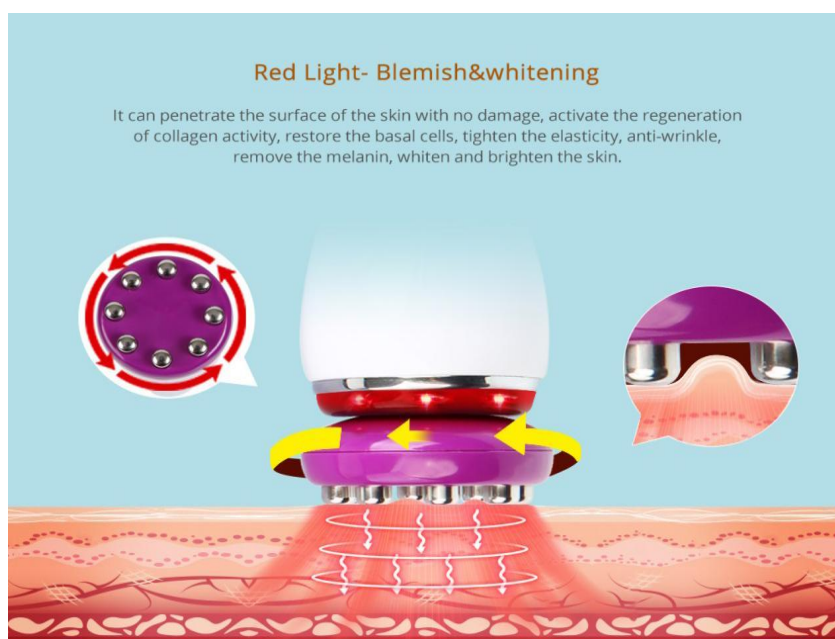 Red Light- Blemish&whitening
It can penetrate the surface of the skin with no damage, activate the regeneration
of collagen activity, restore the basal cells, tighten the elasticity, anti-wrinkle,
remove the melanin, whiten and brighten the skin.